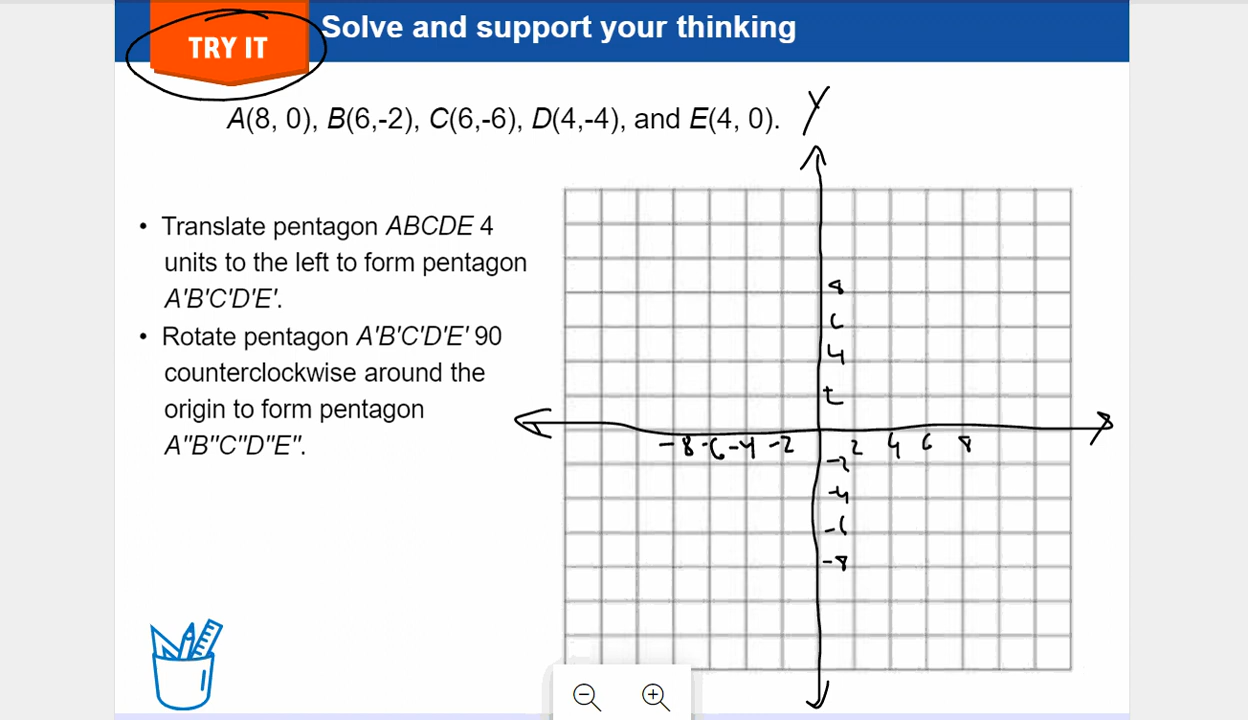 TRY IT
Solve and support your thinking
A(8, 0), B(6,-2), C(6,-6), D(4,-4), and E(4, 0).
Y
• Translate pentagon ABCDE 4
units to the left to form pentagon
A'B'C'D'E'.
• Rotate pentagon A'B'C'D'E' 90
counterclockwise around the
origin to form pentagon
A"B"C"D"E".
8
6
4
2
-8 -6 -4 -2 2 4 6 8
-2
-4
-6
-8